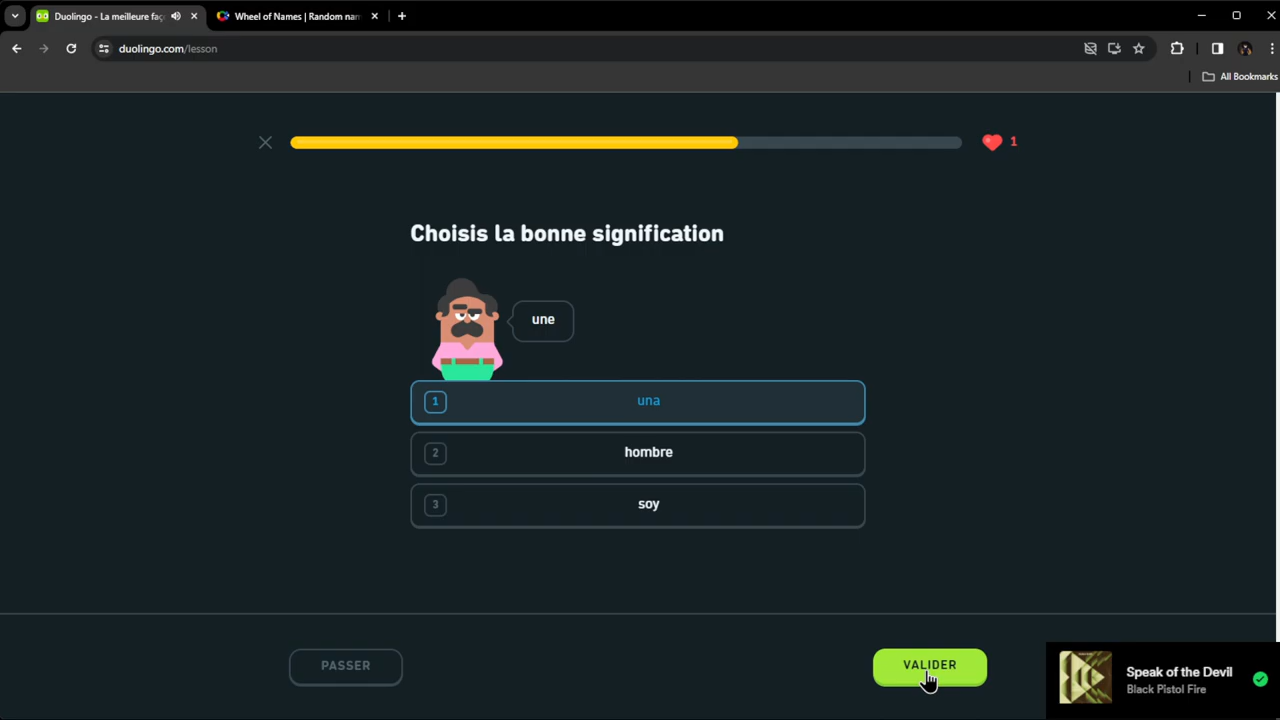 Duolingo - La meilleure faç
Wheel of Names | Random nam
duolingo.com/lesson
All Bookmarks
1
Choisis la bonne signification
une
1 una
2 hombre
3 soy
PASSER
VALIDER
Speak of the Devil
Black Pistol Fire